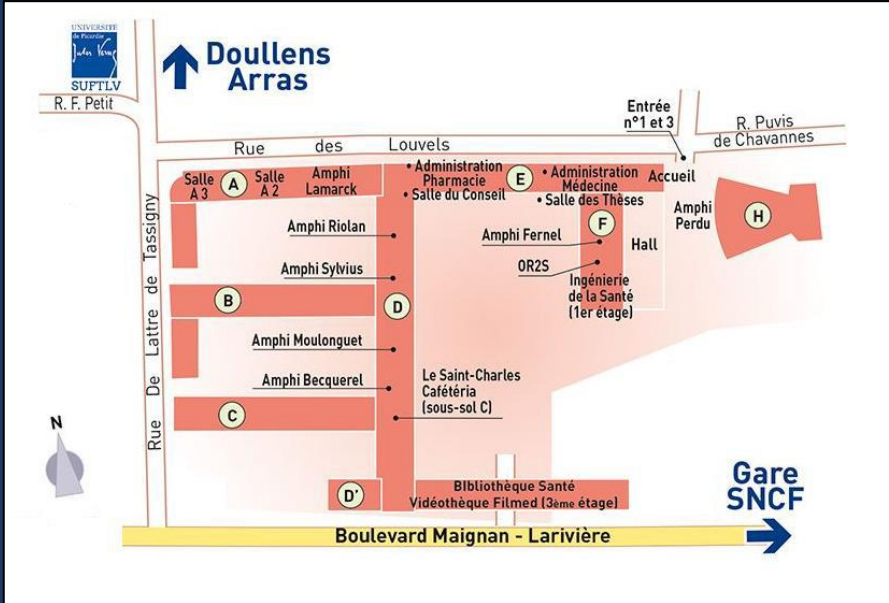 UNIVERSITÉ
de Picardie
Jules Verne
SUFTLV
Doullens
Arras
R. F. Petit
Entrée
n°1 et 3
R. Puvis
de Chavannes
Rue des Louvels
Salle
A 3
A
Salle
A 2
Amphi
Lamarck
• Administration
Pharmacie
• Salle du Conseil
E
• Administration
Médecine
• Salle des Thèses
Accueil
Amphi
Perdu
H
Amphi Riolan
Amphi Fernel
F
Hall
Amphi Sylvius
OR2S
Ingénierie
de la Santé
(1er étage)
B
D
Rue De Lattre de Tassigny
Amphi Moulonguet
Amphi Becquerel
Le Saint-Charles
Cafétéria
(sous-sol C)
C
N
D'
BIbliothèque Santé
Vidéothèque Filmed (3ème étage)
Gare
SNCF
Boulevard Maignan - Larivière